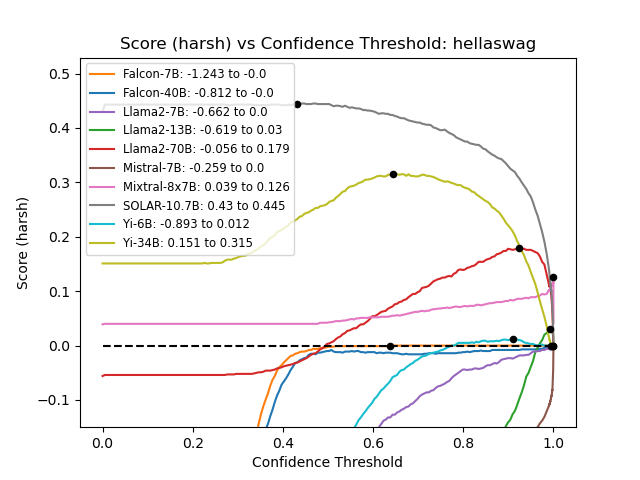 Score (harsh) vs Confidence Threshold: hellaswag
Score (harsh)
0.5
0.4
0.3
0.2
0.1
0.0
−0.1
Falcon-7B: -1.243 to -0.0
Falcon-40B: -0.812 to -0.0
Llama2-7B: -0.662 to 0.0
Llama2-13B: -0.619 to 0.03
Llama2-70B: -0.056 to 0.179
Mistral-7B: -0.259 to 0.0
Mixtral-8x7B: 0.039 to 0.126
SOLAR-10.7B: 0.43 to 0.445
Yi-6B: -0.893 to 0.012
Yi-34B: 0.151 to 0.315
0.0 0.2 0.4 0.6 0.8 1.0
Confidence Threshold